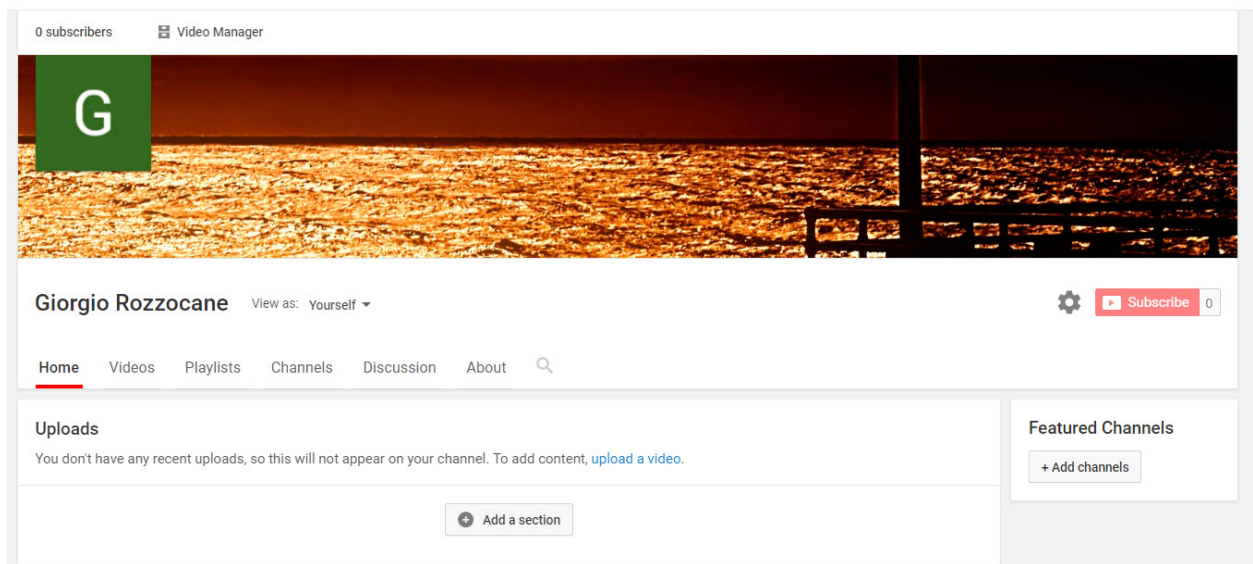 0 subscribers Video Manager
G
Giorgio Rozzocane View as: Yourself
Subscribe 0
Home Videos Playlists Channels Discussion About
Uploads
You don't have any recent uploads, so this will not appear on your channel. To add content, upload a video.
Add a section
Featured Channels
+ Add channels